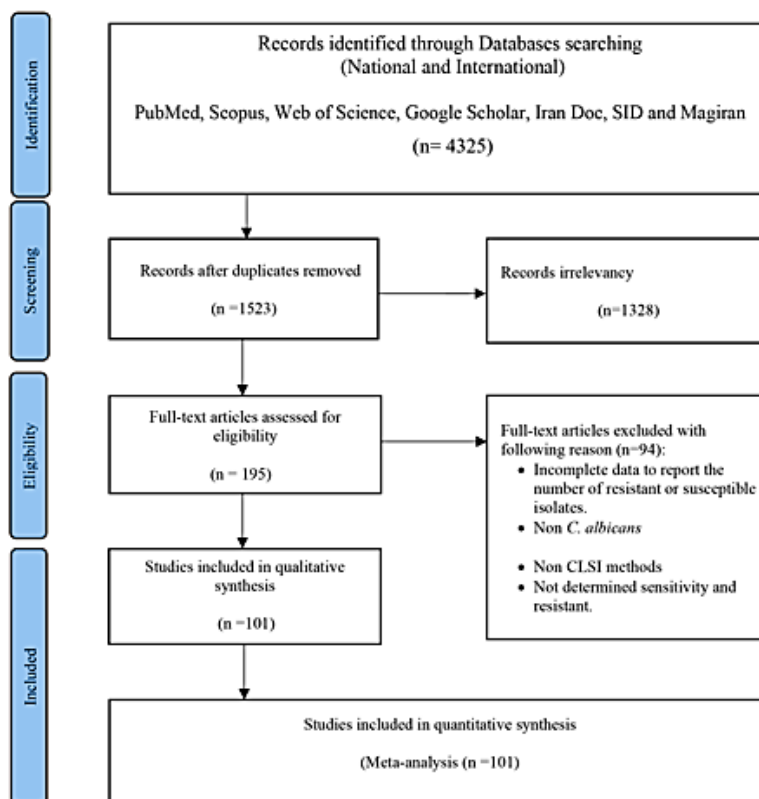 Identification
Records identified through Databases searching
(National and International)
PubMed, Scopus, Web of Science, Google Scholar, Iran Doc, SID and Magiran
(n= 4325)
Screening
Records after duplicates removed
(n =1523)
Records irrelevancy
(n=1328)
Eligibility
Full-text articles assessed for
eligibility
(n = 195)
Full-text articles excluded with
following reason (n=94):
• Incomplete data to report the
number of resistant or susceptible
isolates.
• Non C. albicans
• Non CLSI methods
• Not determined sensitivity and
resistant.
Included
Studies included in qualitative
synthesis
(n =101)
Studies included in quantitative synthesis
(Meta-analysis (n =101)